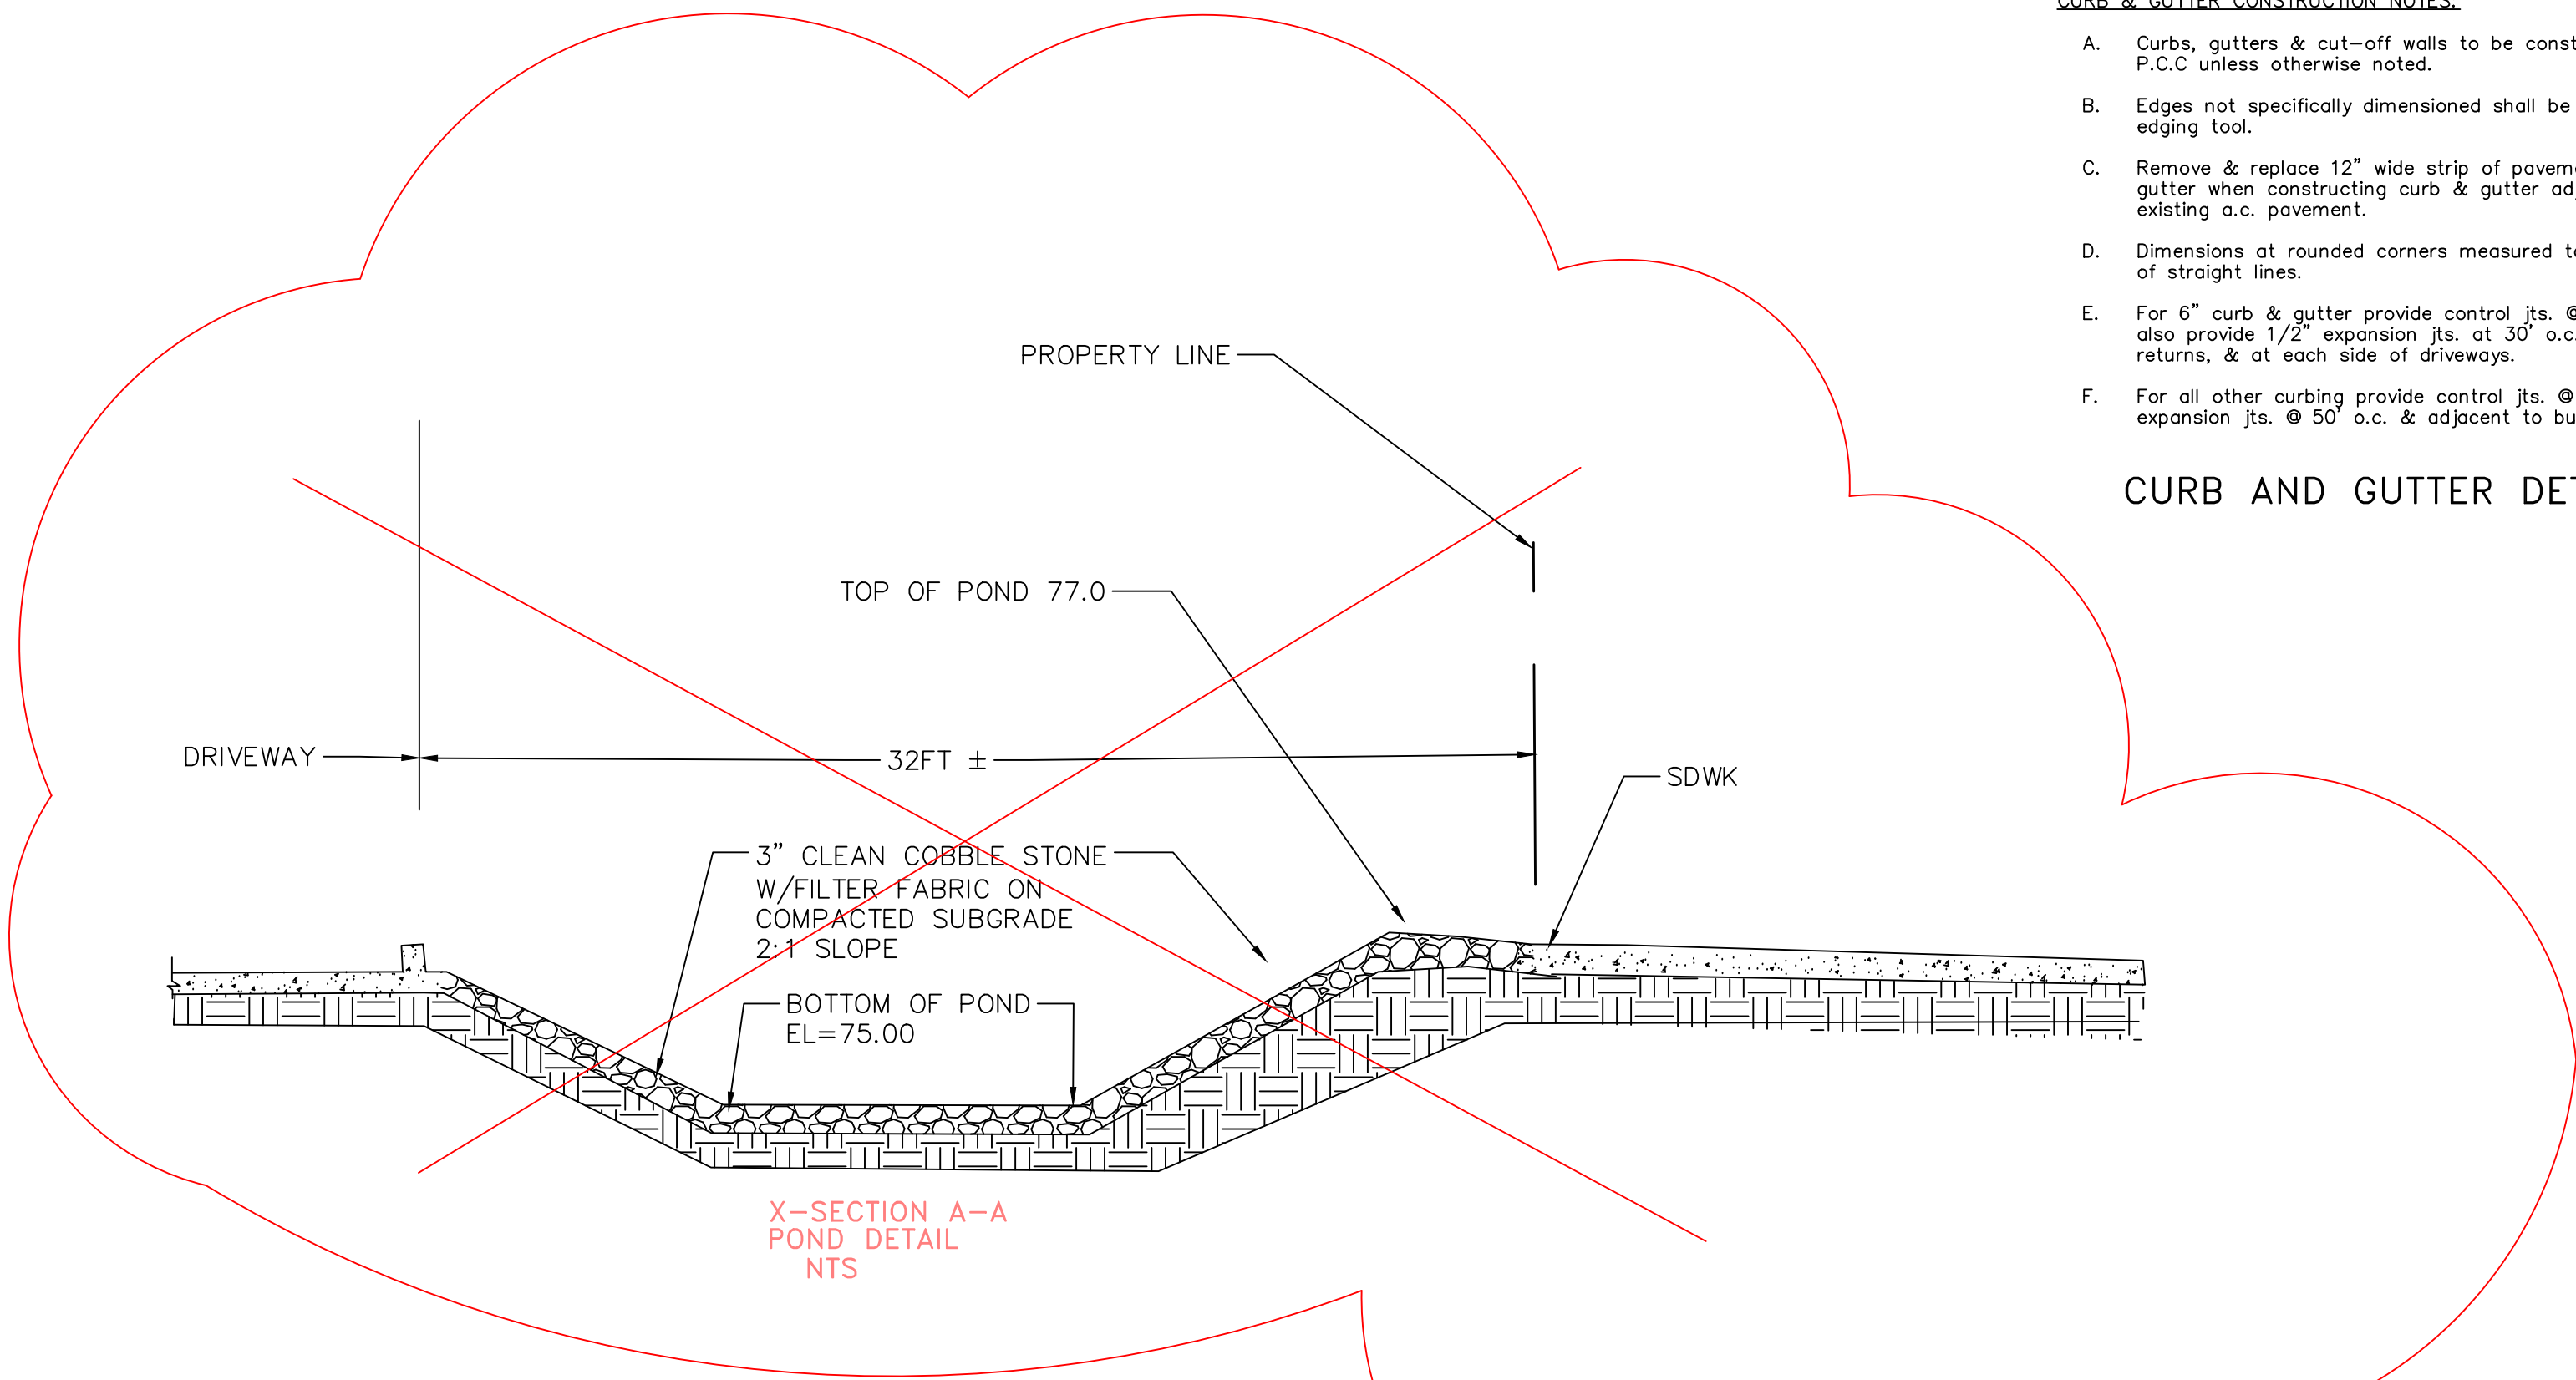 CURB & GUTTER CONSTRUCTION NOTES:
A. Curbs, gutters & cut-off walls to be const
P.C.C unless otherwise noted.
B. Edges not specifically dimensioned shall be
edging tool.
C. Remove & replace 12" wide strip of pavem
gutter when constructing curb & gutter ad
existing a.c. pavement.
D. Dimensions at rounded corners measured to
of straight lines.
E. For 6" curb & gutter provide control jts. @
also provide 1/2" expansion jts. at 30' o.c.
returns, & at each side of driveways.
F. For all other curbing provide control jts. @
expansion jts. @ 50' o.c. & adjacent to bu
CURB AND GUTTER DET
PROPERTY LINE
TOP OF POND 77.0
DRIVEWAY
32FT ±
SDWK
3" CLEAN COBBLE STONE
W/FILTER FABRIC ON
COMPACTED SUBGRADE
2:1 SLOPE
BOTTOM OF POND
EL=75.00
X-SECTION A-A
POND DETAIL
NTS